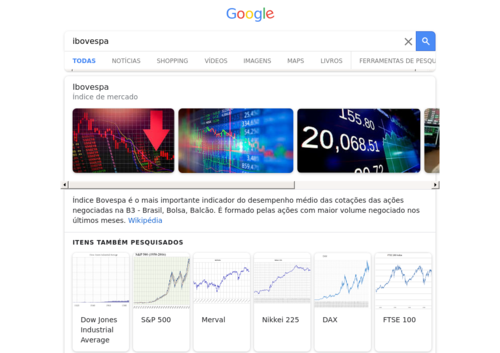 Google
ibovespa
TODAS NOTÍCIAS SHOPPING VÍDEOS IMAGENS MAPS LIVROS FERRAMENTAS DE PESQU
Ibovespa
Índice de mercado
155.80
20,068.51
Índice Bovespa é o mais importante indicador do desempenho médio das cotações das ações
negociadas na B3 - Brasil, Bolsa, Balcão. É formado pelas ações com maior volume negociado nos
últimos meses. Wikipédia
ITENS TAMBÉM PESQUISADOS
Dow Jones
Industrial
Average
S&P 500
Merval
Nikkei 225
DAX
FTSE 100